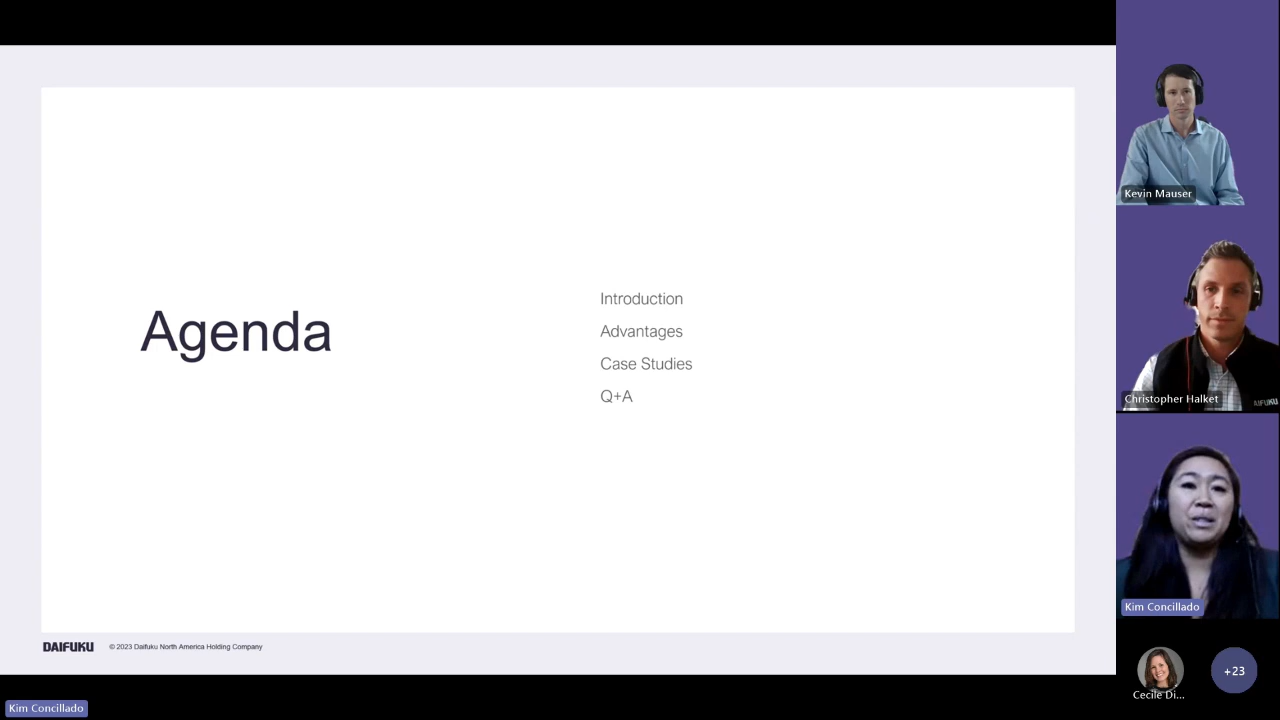 Agenda
Introduction
Advantages
Case Studies
Q+A
DAIFUKU
© 2023 Daifuku North America Holding Company
Kim Concillado
Kevin Mauser
Christopher Halket
AIFUKU
Kim Concillado
Cecile Di...
+23